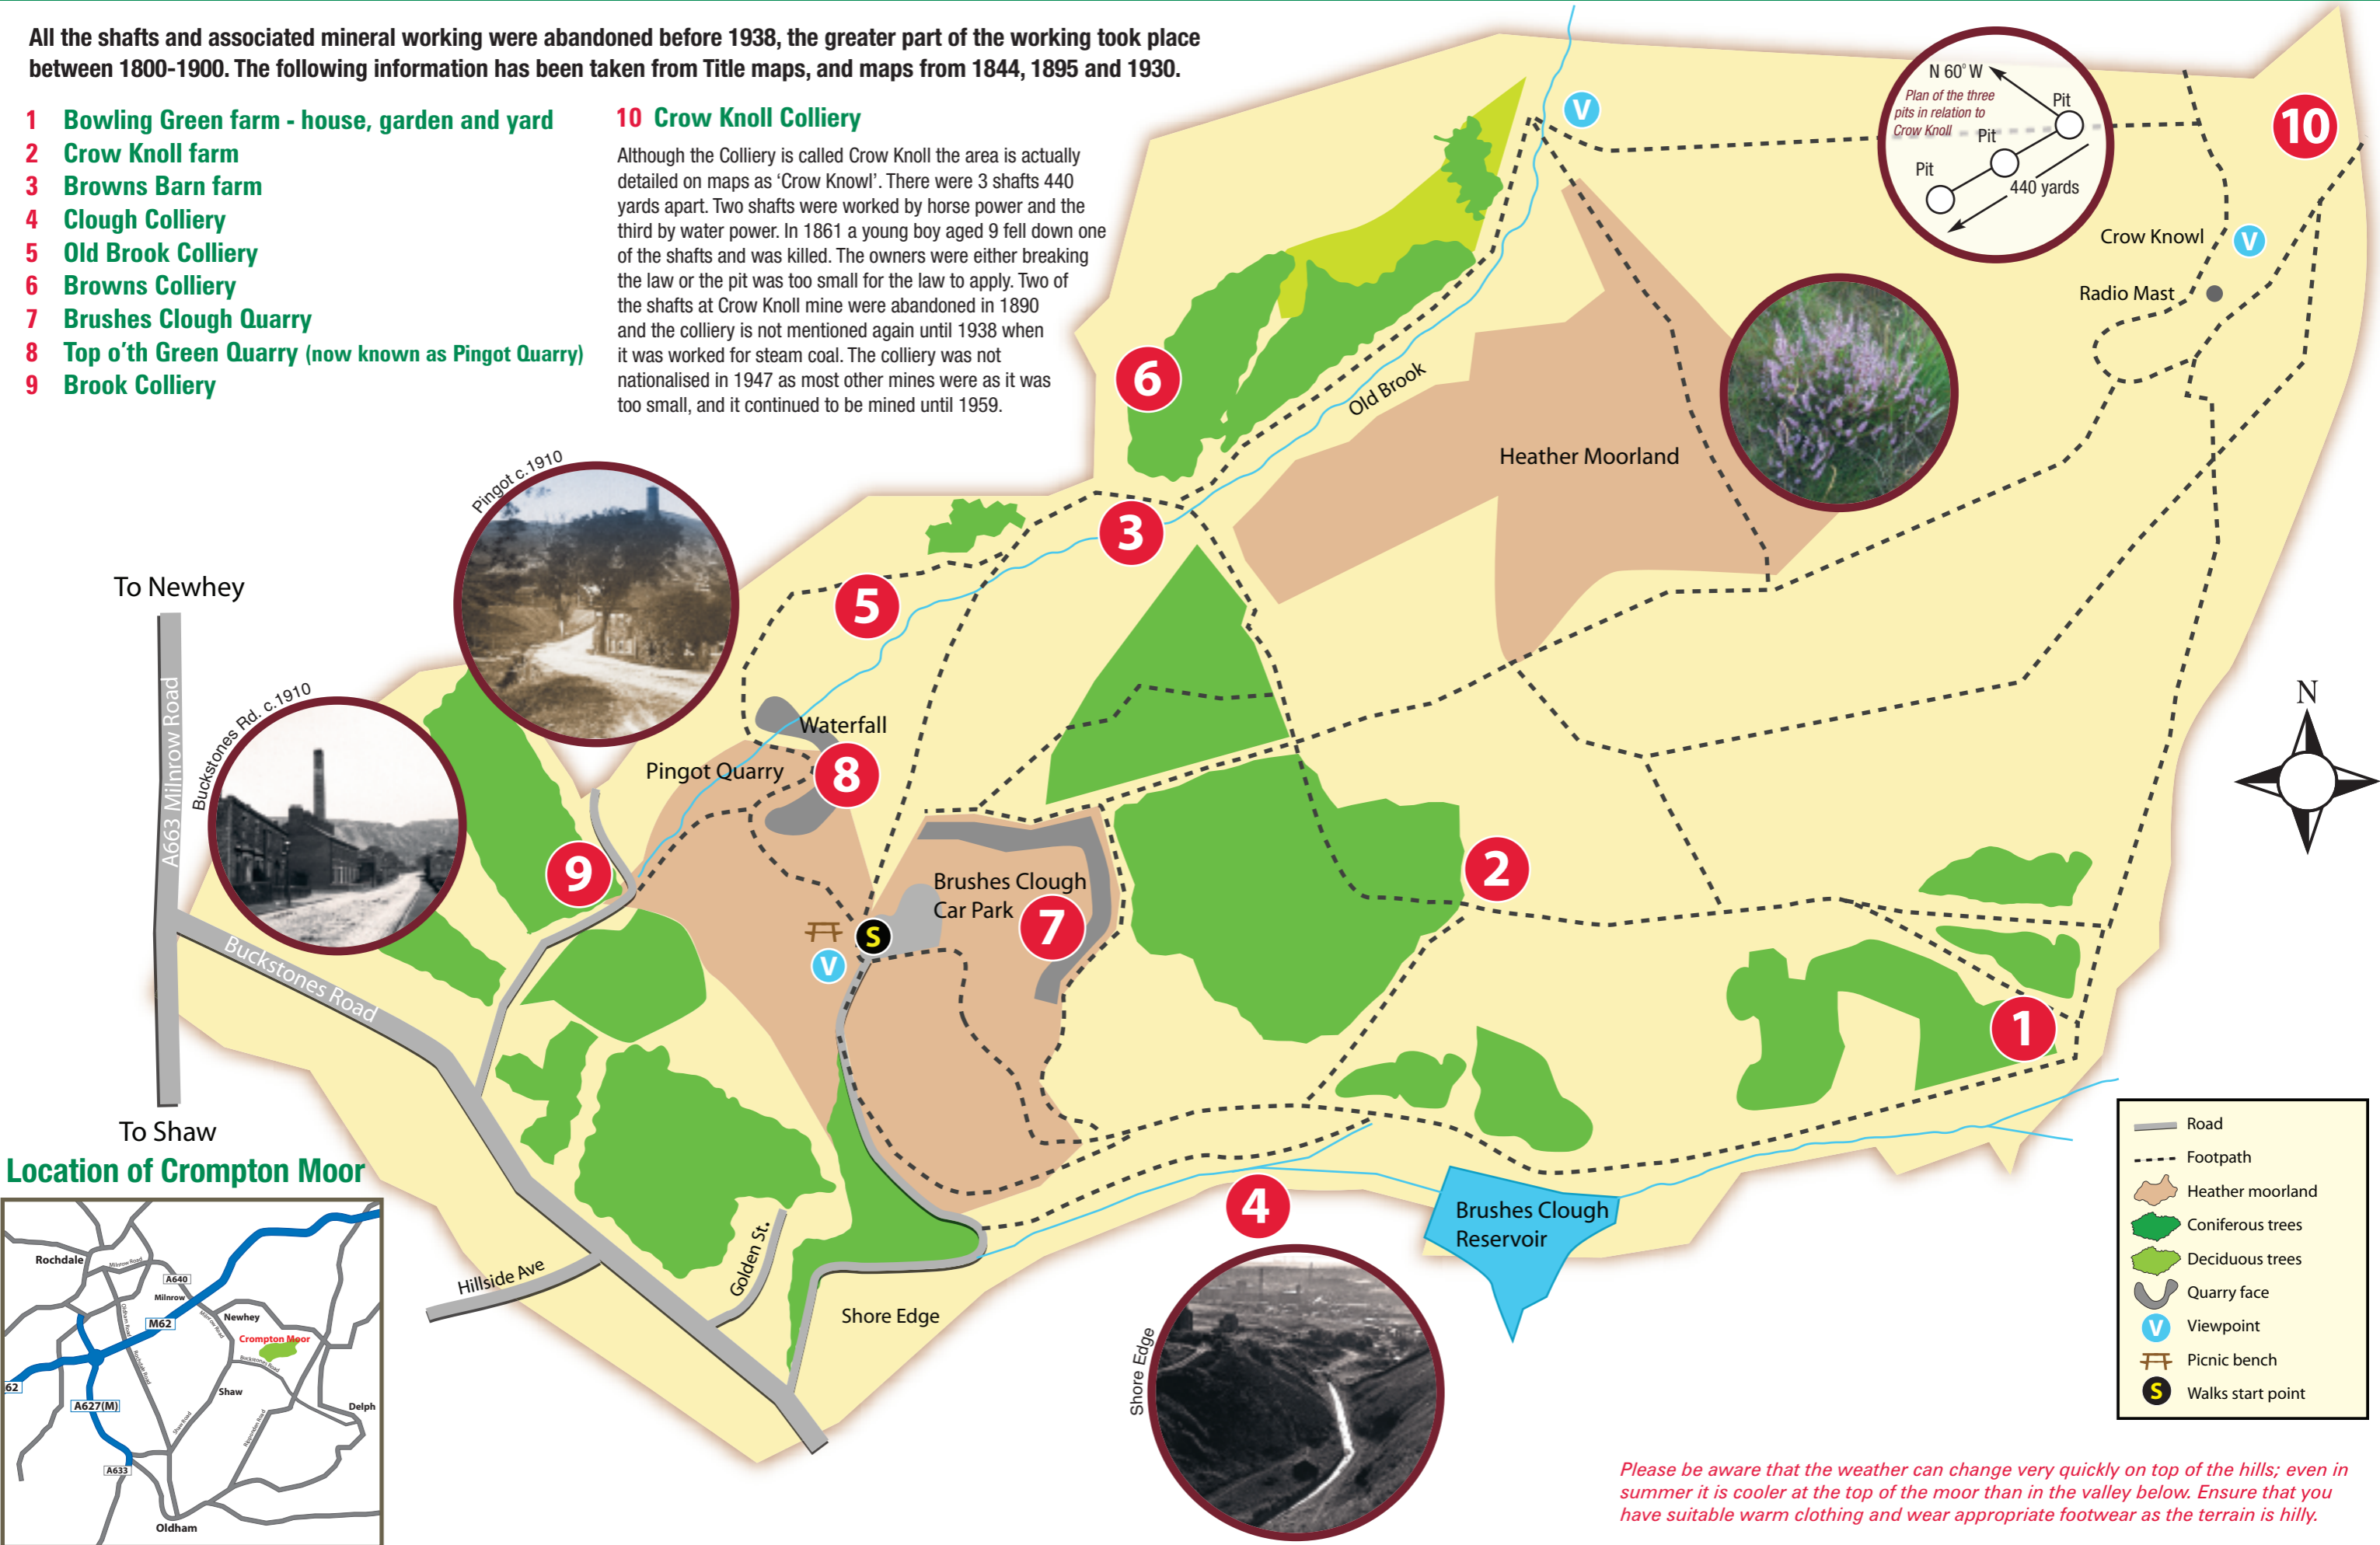 All the shafts and associated mineral working were abandoned before 1938, the greater part of the working took place
between 1800-1900. The following information has been taken from Title maps, and maps from 1844, 1895 and 1930.
1 Bowling Green farm - house, garden and yard
2 Crow Knoll farm
3 Browns Barn farm
4 Clough Colliery
5 Old Brook Colliery
6 Browns Colliery
7 Brushes Clough Quarry
8 Top o'th Green Quarry (now known as Pingot Quarry)
9 Brook Colliery
10 Crow Knoll Colliery
Although the Colliery is called Crow Knoll the area is actually
detailed on maps as ‘Crow Knowl’. There were 3 shafts 440
yards apart. Two shafts were worked by horse power and the
third by water power. In 1861 a young boy aged 9 fell down one
of the shafts and was killed. The owners were either breaking
the law or the pit was too small for the law to apply. Two of
the shafts at Crow Knoll mine were abandoned in 1890
and the colliery is not mentioned again until 1938 when
it was worked for steam coal. The colliery was not
nationalised in 1947 as most other mines were as it was
too small, and it continued to be mined until 1959.
N 60° W
Plan of the three
pits in relation to
Crow Knoll
Pit
Pit
Pit
440 yards
V
10
Crow Knowl
V
Radio Mast
6
Old Brook
Heather Moorland
3
5
Pingot c.1910
To Newhey
A663 Milnrow Road
Buckstones Rd. c.1910
Waterfall
Pingot Quarry
8
9
Brushes Clough
Car Park
7
S
V
2
1
N
Buckstones Road
To Shaw
4
Brushes Clough
Reservoir
Golden St.
Hillside Ave
Shore Edge
Shore Edge
Location of Crompton Moor
Rochdale
Milnrow Road
A640
Milnrow
Oldham Road
Milnrow Road
Newhey
M62
Crompton Moor
Rochdale Road
Buckstones Road
62
Shaw
A627(M)
Delph
Shaw Road
Ripponden Road
A633
Oldham
Road
Footpath
Heather moorland
Coniferous trees
Deciduous trees
Quarry face
V Viewpoint
Picnic bench
S Walks start point
Please be aware that the weather can change very quickly on top of the hills; even in
summer it is cooler at the top of the moor than in the valley below. Ensure that you
have suitable warm clothing and wear appropriate footwear as the terrain is hilly.